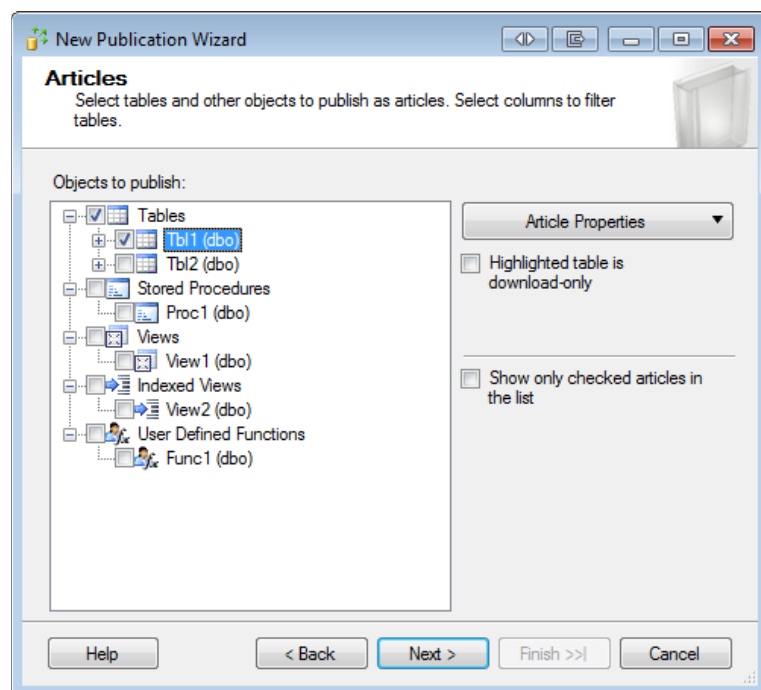 New Publication Wizard
Articles
Select tables and other objects to publish as articles. Select columns to filter
tables.
Objects to publish:
Tables
Tbl1 (dbo)
Tbl2 (dbo)
Stored Procedures
Proc1 (dbo)
Views
View1 (dbo)
Indexed Views
View2 (dbo)
User Defined Functions
Func1 (dbo)
Article Properties
Highlighted table is
download-only
Show only checked articles in
the list
Help
< Back
Next >
Finish >>|
Cancel